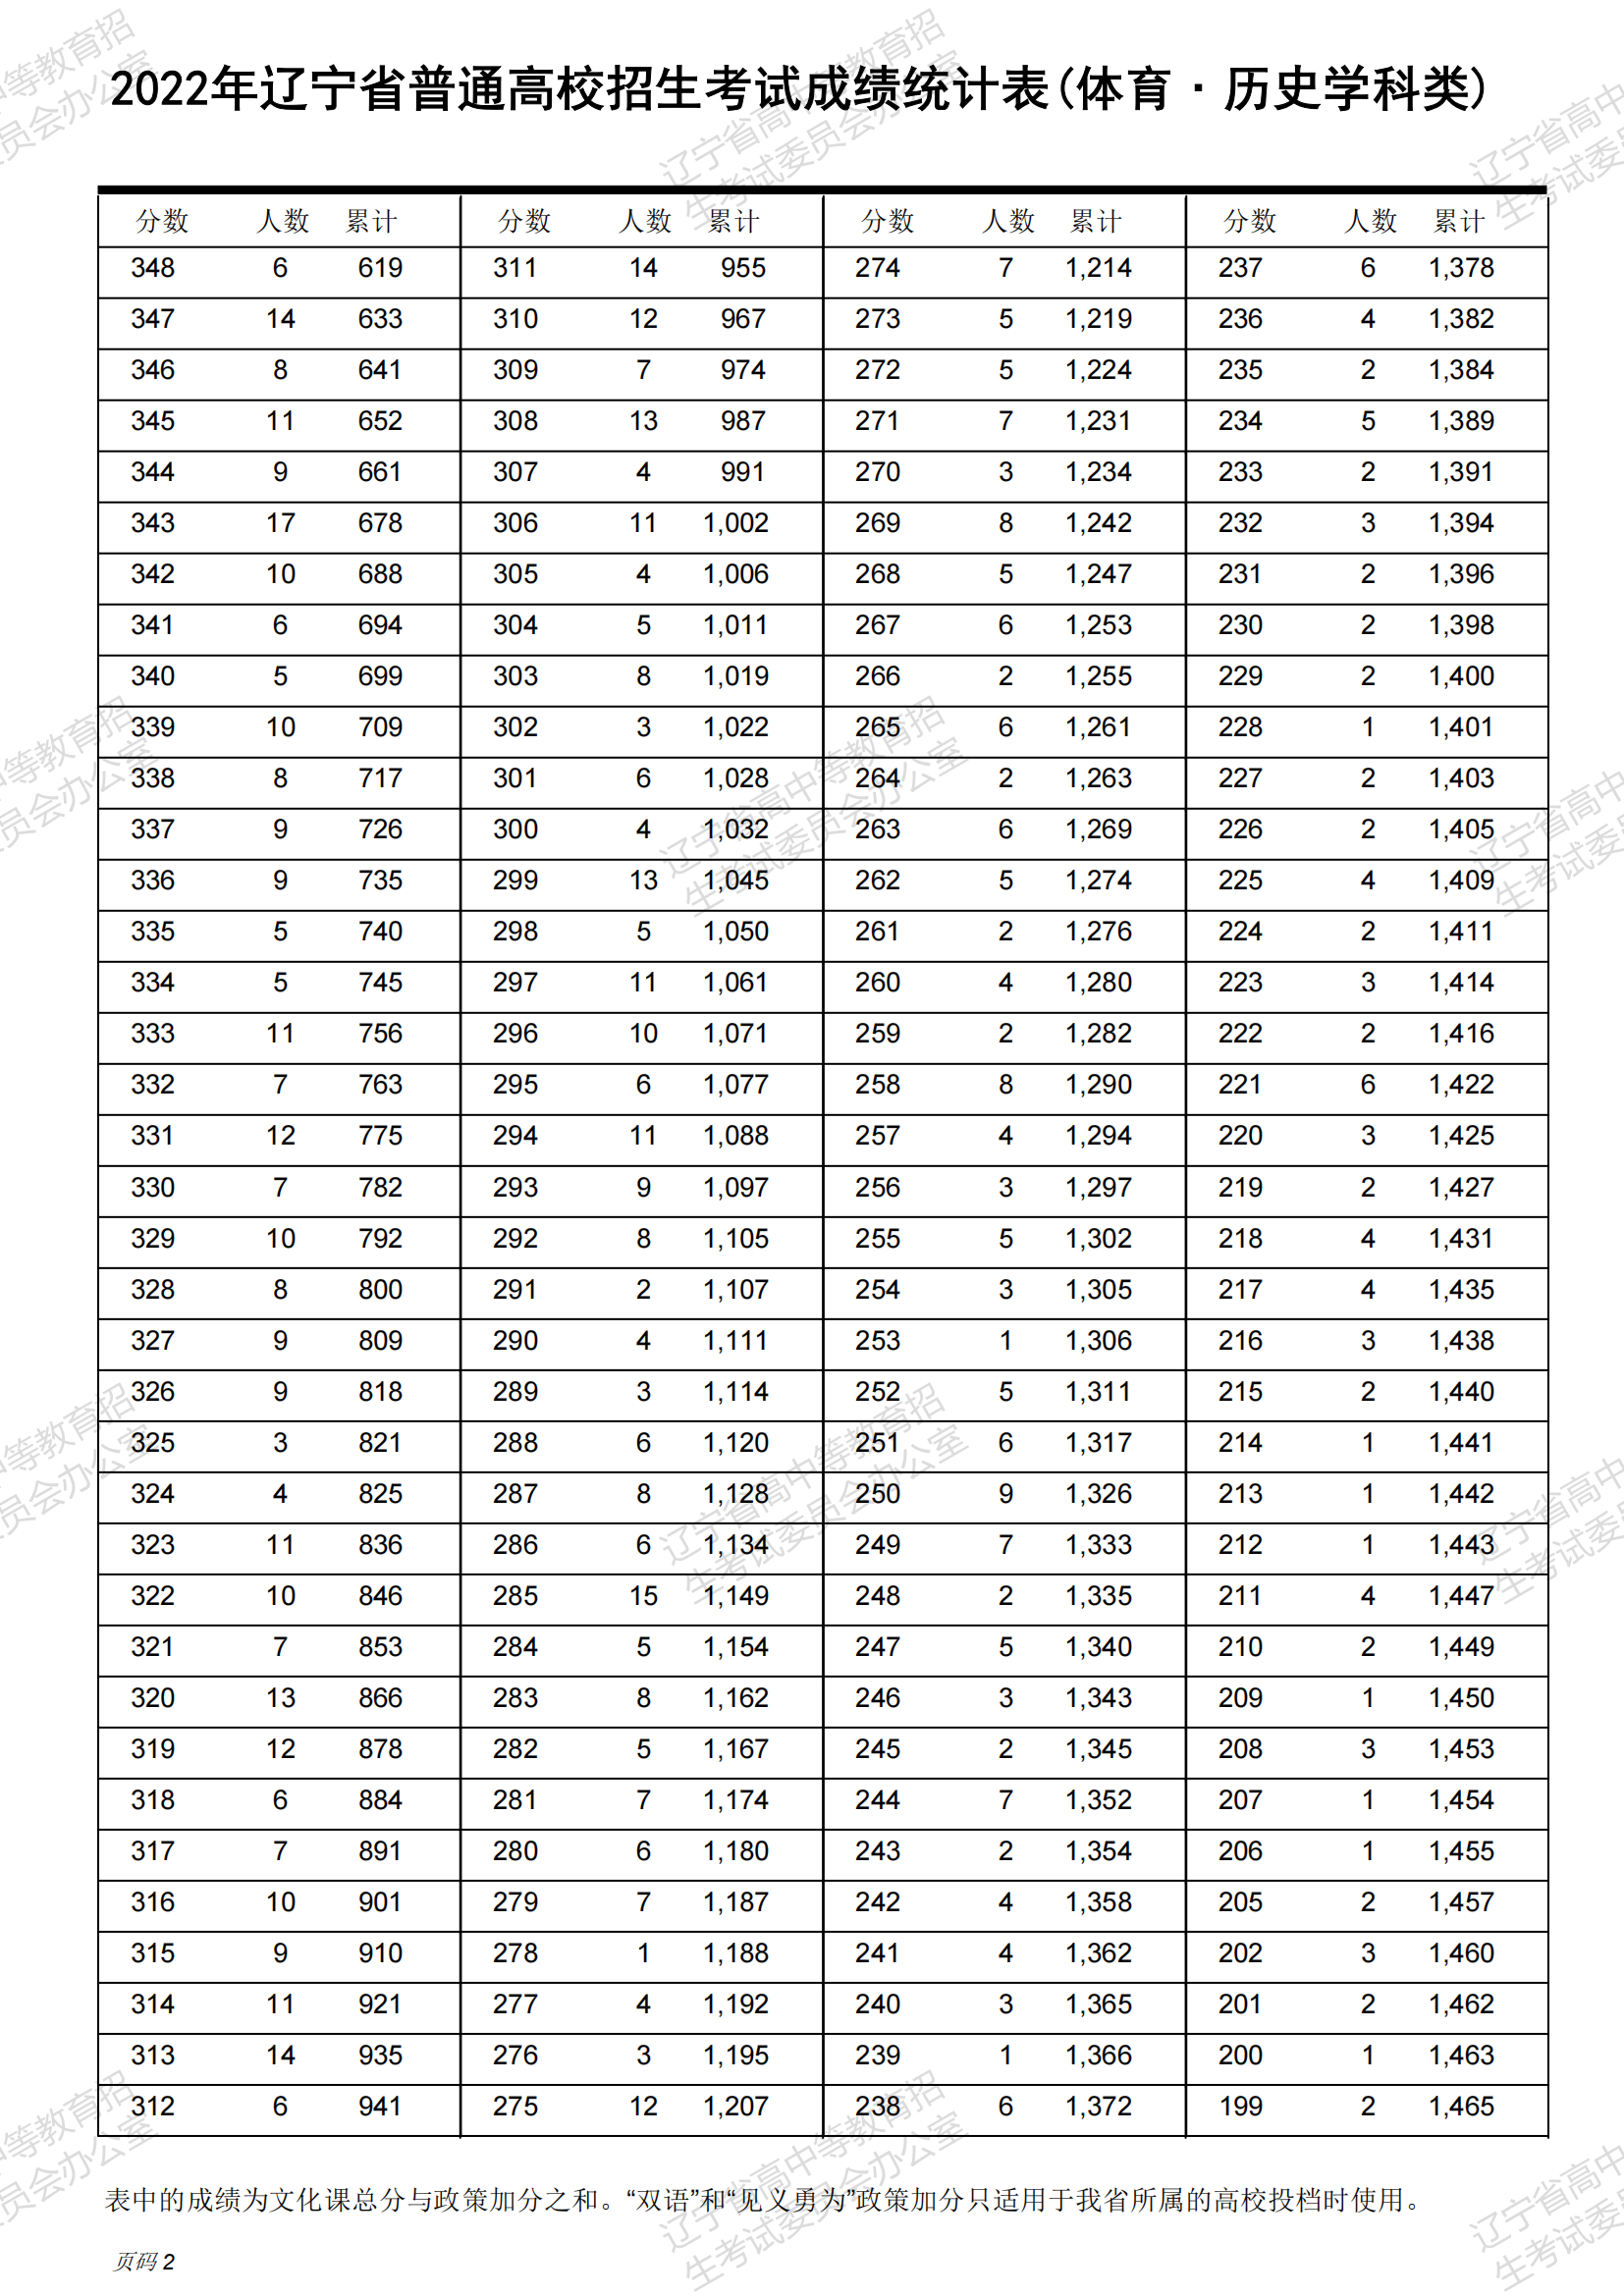 2022年辽宁省普通高校招生考试成绩统计表(体育·历史学科类)
分数 人数 累计 分数 人数 累计 分数 人数 累计 分数 人数 累计
348 6 619 311 14 955 274 7 1,214 237 6 1,378
347 14 633 310 12 967 273 5 1,219 236 4 1,382
346 8 641 309 7 974 272 5 1,224 235 2 1,384
345 11 652 308 13 987 271 7 1,231 234 5 1,389
344 9 661 307 4 991 270 3 1,234 233 2 1,391
343 17 678 306 11 1,002 269 8 1,242 232 3 1,394
342 10 688 305 4 1,006 268 5 1,247 231 2 1,396
341 6 694 304 5 1,011 267 6 1,253 230 2 1,398
340 5 699 303 8 1,019 266 2 1,255 229 2 1,400
339 10 709 302 3 1,022 265 6 1,261 228 1 1,401
338 8 717 301 6 1,028 264 2 1,263 227 2 1,403
337 9 726 300 4 1,032 263 6 1,269 226 2 1,405
336 9 735 299 13 1,045 262 5 1,274 225 4 1,409
335 5 740 298 5 1,050 261 2 1,276 224 2 1,411
334 5 745 297 11 1,061 260 4 1,280 223 3 1,414
333 11 756 296 10 1,071 259 2 1,282 222 2 1,416
332 7 763 295 6 1,077 258 8 1,290 221 6 1,422
331 12 775 294 11 1,088 257 4 1,294 220 3 1,425
330 7 782 293 9 1,097 256 3 1,297 219 2 1,427
329 10 792 292 8 1,105 255 5 1,302 218 4 1,431
328 8 800 291 2 1,107 254 3 1,305 217 4 1,435
327 9 809 290 4 1,111 253 1 1,306 216 3 1,438
326 9 818 289 3 1,114 252 5 1,311 215 2 1,440
325 3 821 288 6 1,120 251 6 1,317 214 1 1,441
324 4 825 287 8 1,128 250 9 1,326 213 1 1,442
323 11 836 286 6 1,134 249 7 1,333 212 1 1,443
322 10 846 285 15 1,149 248 2 1,335 211 4 1,447
321 7 853 284 5 1,154 247 5 1,340 210 2 1,449
320 13 866 283 8 1,162 246 3 1,343 209 1 1,450
319 12 878 282 5 1,167 245 2 1,345 208 3 1,453
318 6 884 281 7 1,174 244 7 1,352 207 1 1,454
317 7 891 280 6 1,180 243 2 1,354 206 1 1,455
316 10 901 279 7 1,187 242 4 1,358 205 2 1,457
315 9 910 278 1 1,188 241 4 1,362 202 3 1,460
314 11 921 277 4 1,192 240 3 1,365 201 2 1,462
313 14 935 276 3 1,195 239 1 1,366 200 1 1,463
312 6 941 275 12 1,207 238 6 1,372 199 2 1,465
表中的成绩为文化课总分与政策加分之和。“双语”和“见义勇为”政策加分只适用于我省所属的高校投档时使用。
页码 2
辽宁省高中等教育招
生考试委员会办公室